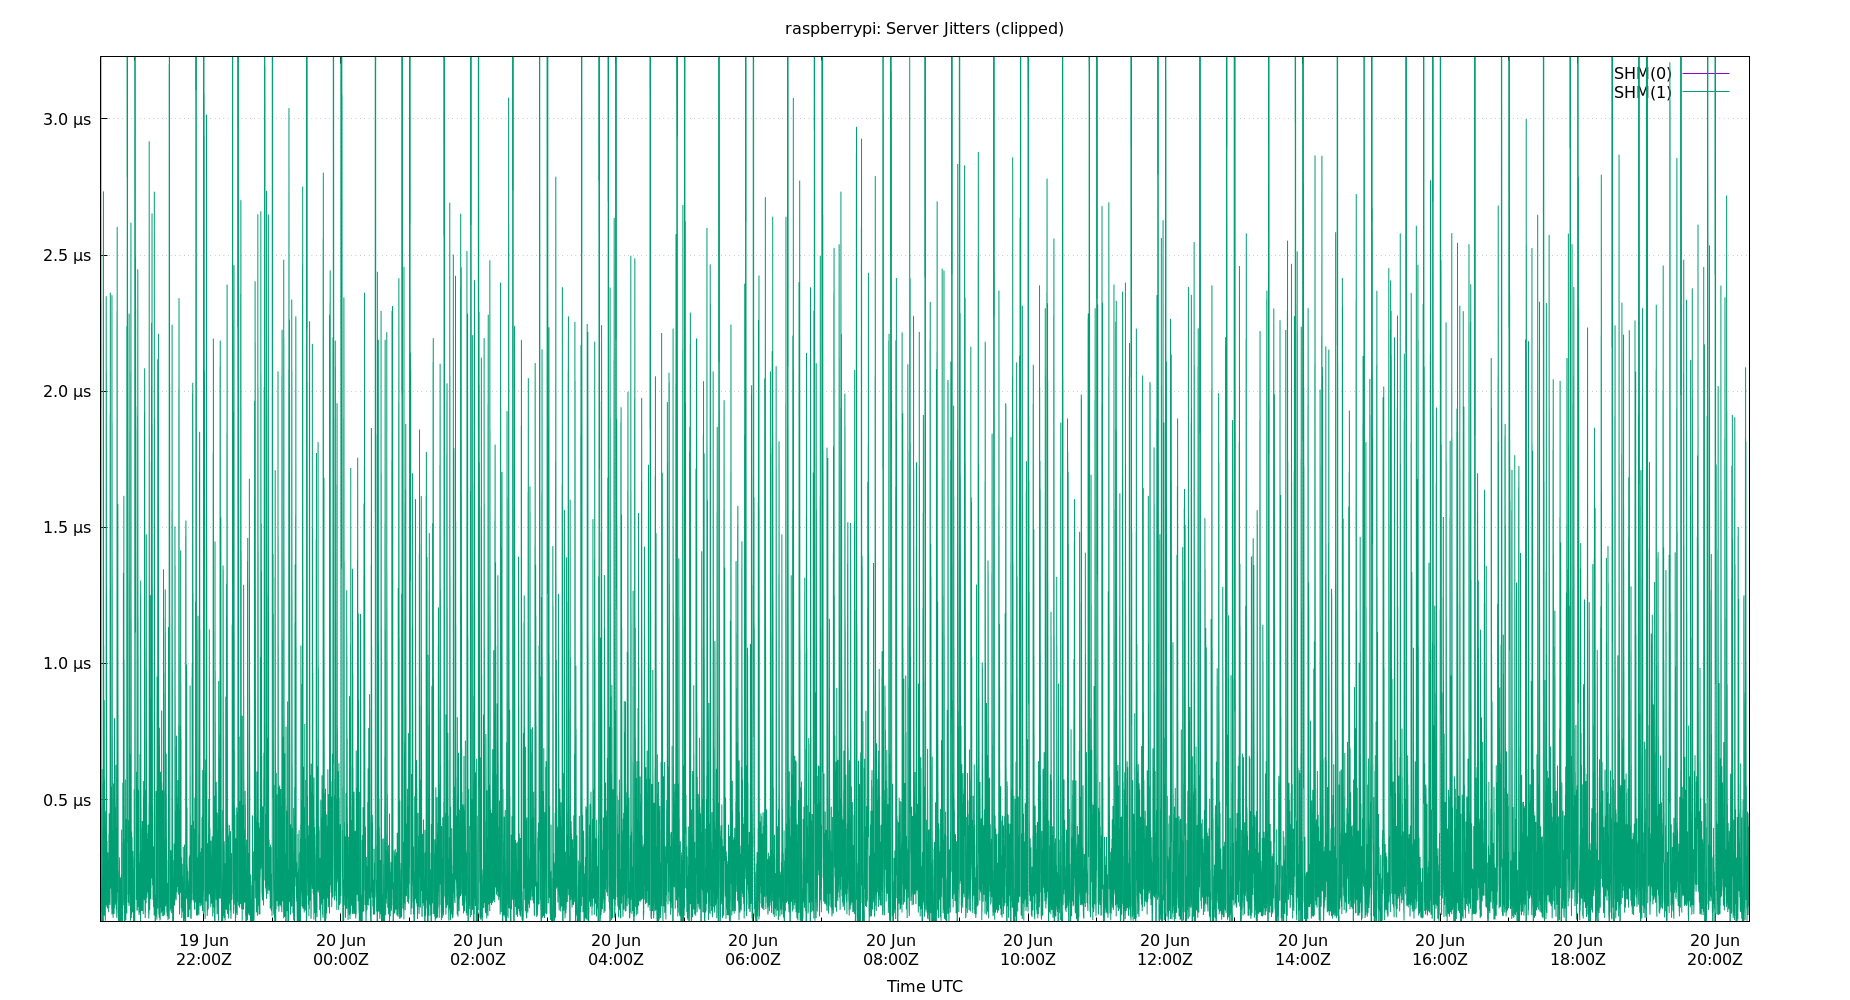 raspberrypi: Server Jitters (clipped)
SHM(0)
SHM(1)
3.0 μs
2.5 μs
2.0 μs
1.5 μs
1.0 μs
0.5 μs
19 Jun 20 Jun 20 Jun 20 Jun 20 Jun 20 Jun 20 Jun 20 Jun 20 Jun 20 Jun 20 Jun 20 Jun
22:00Z 00:00Z 02:00Z 04:00Z 06:00Z 08:00Z 10:00Z 12:00Z 14:00Z 16:00Z 18:00Z 20:00Z
Time UTC